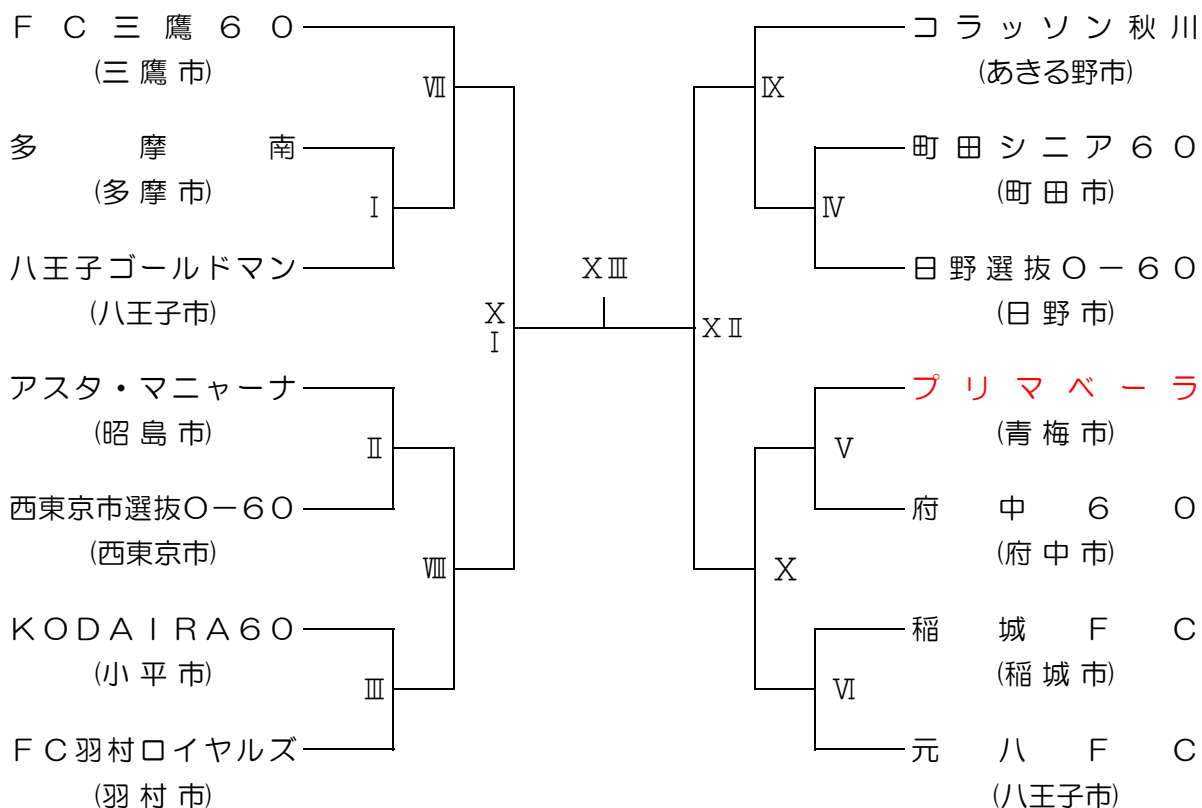 FC三鷹60
(三鷹市)
Ⅶ
多摩南
(多摩市)
Ⅰ
八王子ゴールドマン
(八王子市)
ⅩⅠ
アスタ・マニャーナ
(昭島市)
Ⅱ
西東京市選抜O-60
(西東京市)
Ⅷ
KODAIRA60
(小平市)
Ⅲ
FC羽村ロイヤルズ
(羽村市)
ⅩⅢ
コラッソン秋川
(あきる野市)
Ⅸ
町田シニア60
(町田市)
Ⅳ
日野選抜O-60
(日野市)
ⅩⅡ
プリマベーラ
(青梅市)
Ⅴ
府中60
(府中市)
Ⅹ
稲城FC
(稲城市)
Ⅵ
元八FC
(八王子市)